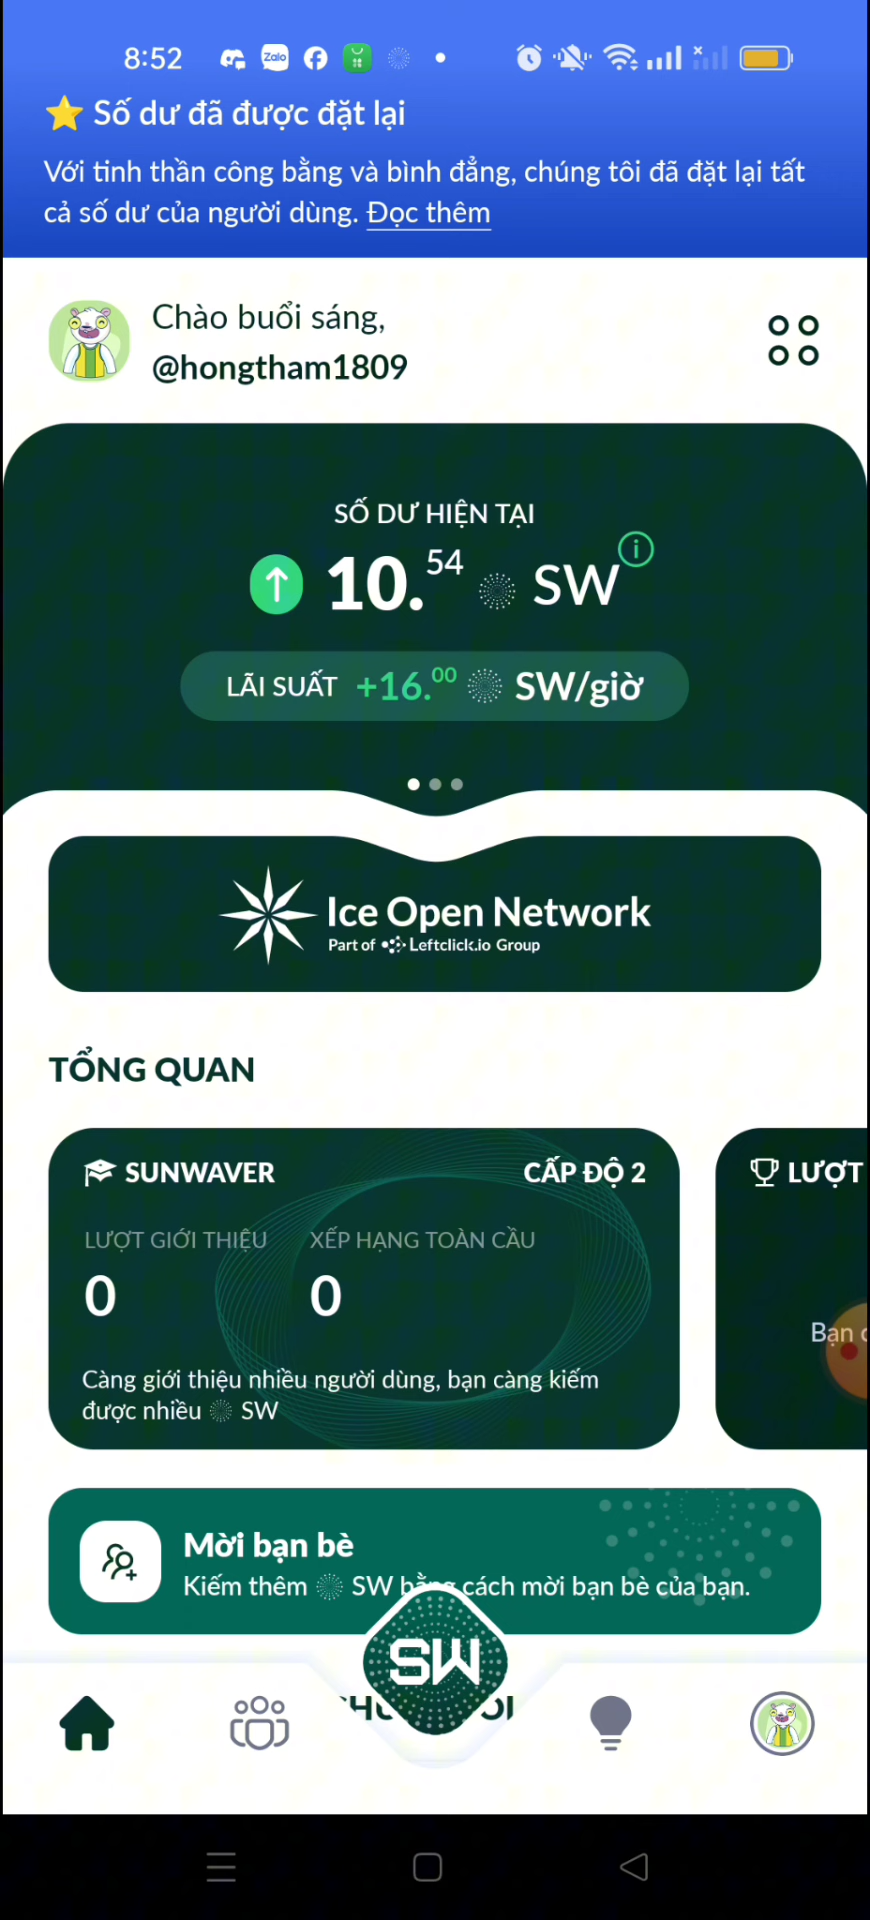 8:52
Zalo
Số dư đã được đặt lại
Với tinh thần công bằng và bình đẳng, chúng tôi đã đặt lại tất
cả số dư của người dùng. Đọc thêm
Chào buổi sáng,
@hongtham1809
SỐ DƯ HIỆN TẠI
10.54 SW
LÃI SUẤT +16.00 SW/giờ
Ice Open Network
Part of Leftclick.io Group
TỔNG QUAN
SUNWAVER CẤP ĐỘ 2
LƯỢT
LƯỢT GIỚI THIỆU XẾP HẠNG TOÀN CẦU
0 0
Bạn
Càng giới thiệu nhiều người dùng, bạn càng kiếm
được nhiều SW
Mời bạn bè
Kiếm thêm SW bằng cách mời bạn bè của bạn.
SW